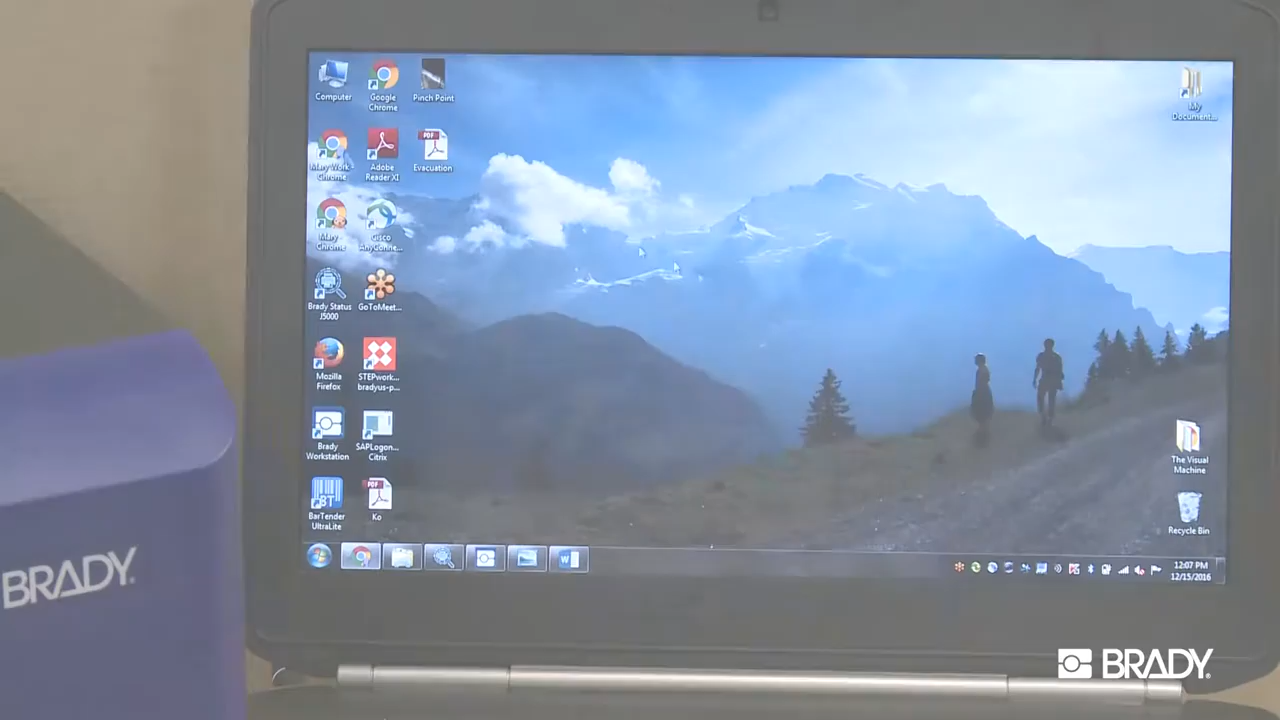 Computer
Google
Chrome
Pinch Point
My
Document...
Mary Work -
Chrome
Adobe
Reader XI
PDF
Evacuation
Mary
Chrome
Cisco
AnyConne...
Brady Status
J5000
GoToMeet...
Mozilla
Firefox
STEPwork...
bradyus-p...
Brady
Workstation
SAPLogon...
Citrix
The Visual
Machine
BT
BarTender
UltraLite
PDF
Ko
Recycle Bin
W
12:07 PM
12/15/2016
BRADY.
BRADY.